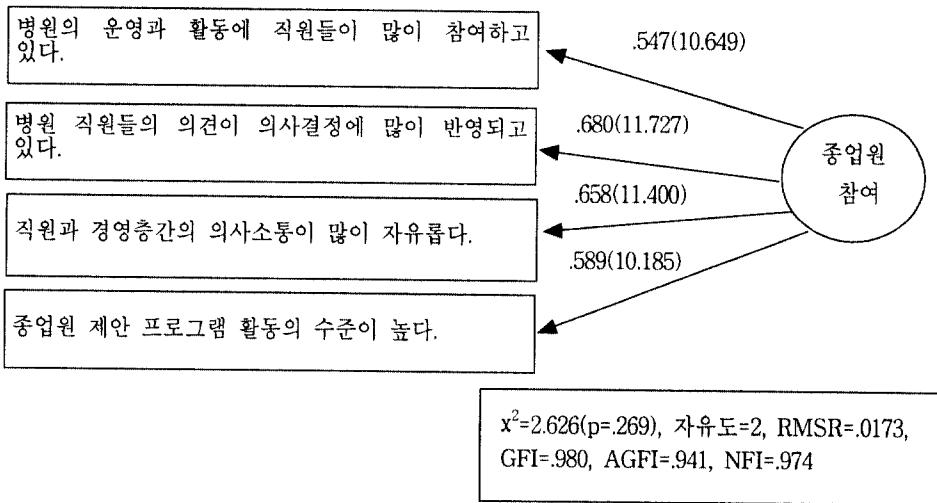 병원의 운영과 활동에 직원들이 많이 참여하고
있다.
.547(10.649)
병원 직원들의 의견이 의사결정에 많이 반영되고
있다.
.680(11.727)
종업원
참여
.658(11.400)
직원과 경영층간의 의사소통이 많이 자유롭다.
.589(10.185)
종업원 제안 프로그램 활동의 수준이 높다.
x²=2.626(p=.269), 자유도=2, RMSR=.0173,
GFI=.980, AGFI=.941, NFI=.974